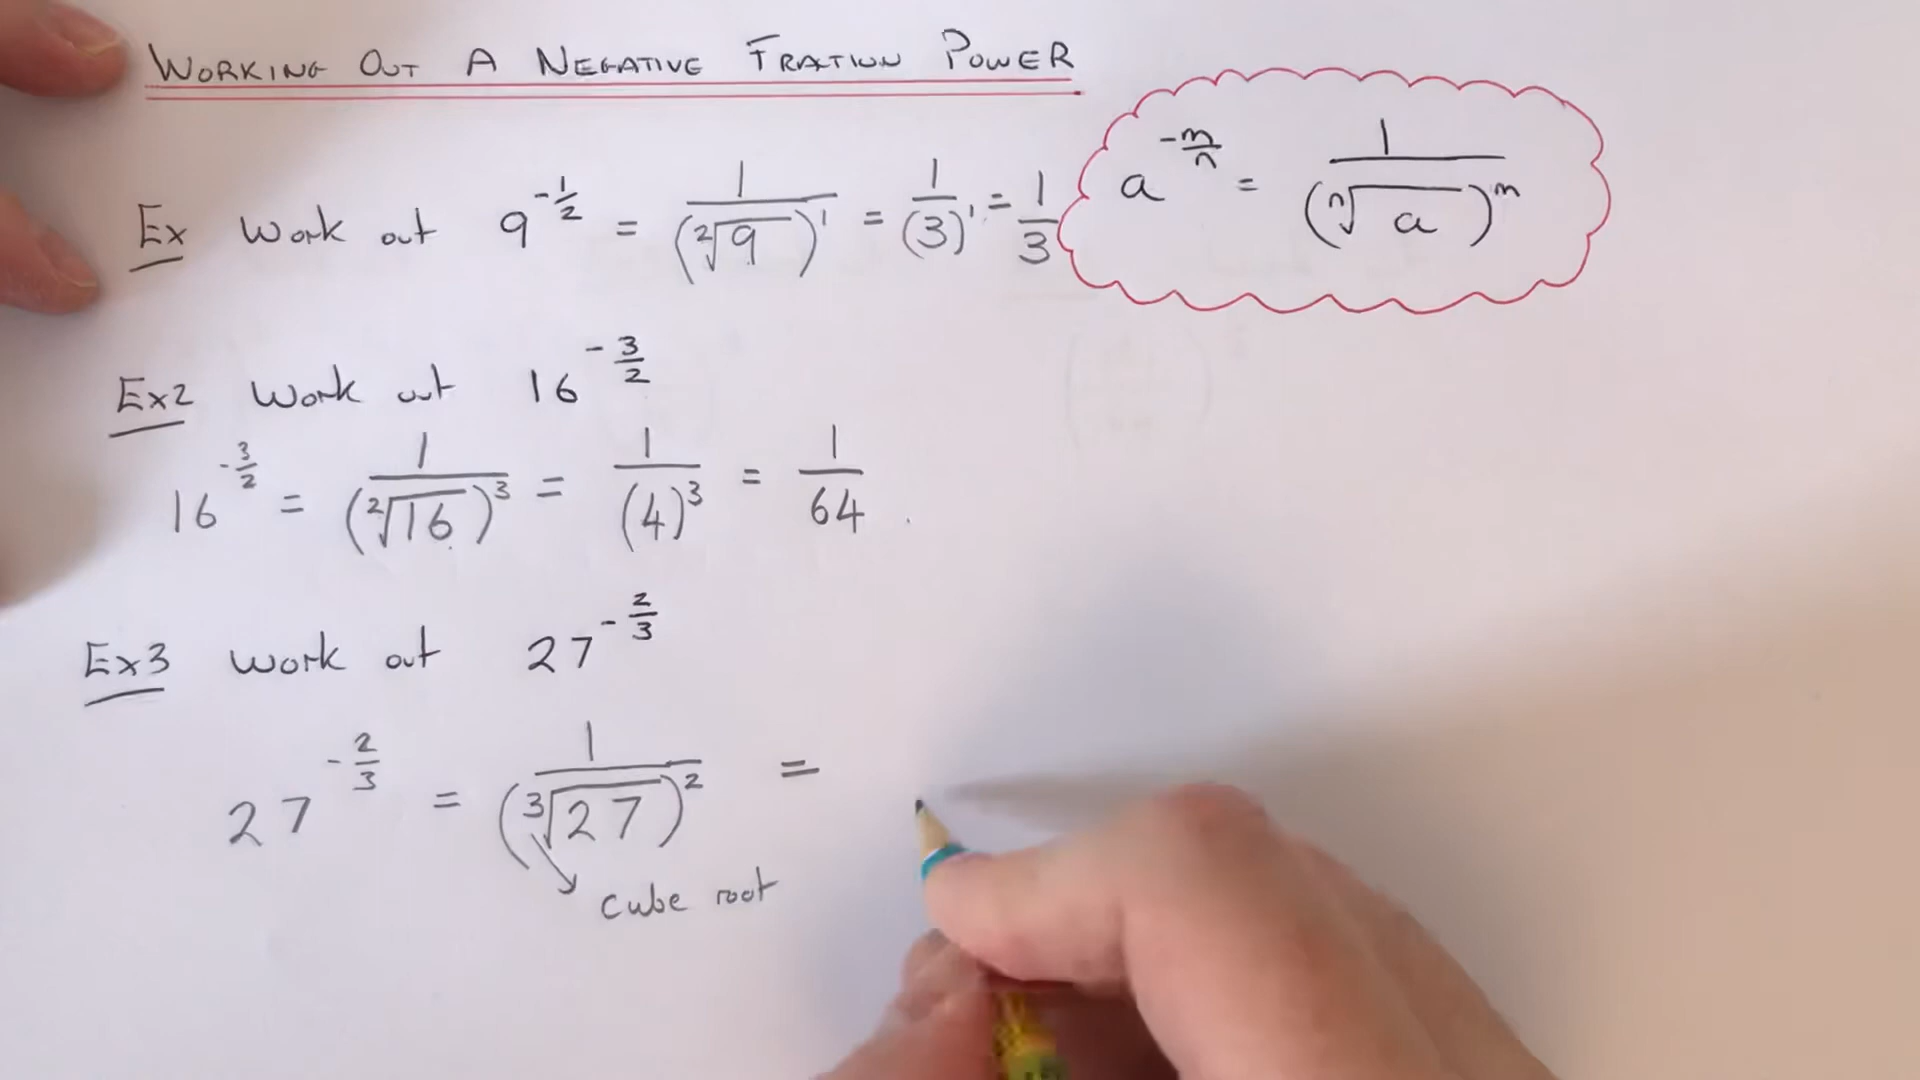 WORKING OUT A NEGATIVE FRATION POWER
a^{-m/n} = 1/(ⁿ√a)^m
Ex Work out 9^{-1/2} = 1/(²√9)^1 = 1/(3)^1 = 1/3
Ex2 Work out 16^{-3/2}
16^{-3/2} = 1/(²√16)^3 = 1/(4)^3 = 1/64
Ex3 Work out 27^{-2/3}
27^{-2/3} = 1/(³√27)^2 =
cube root